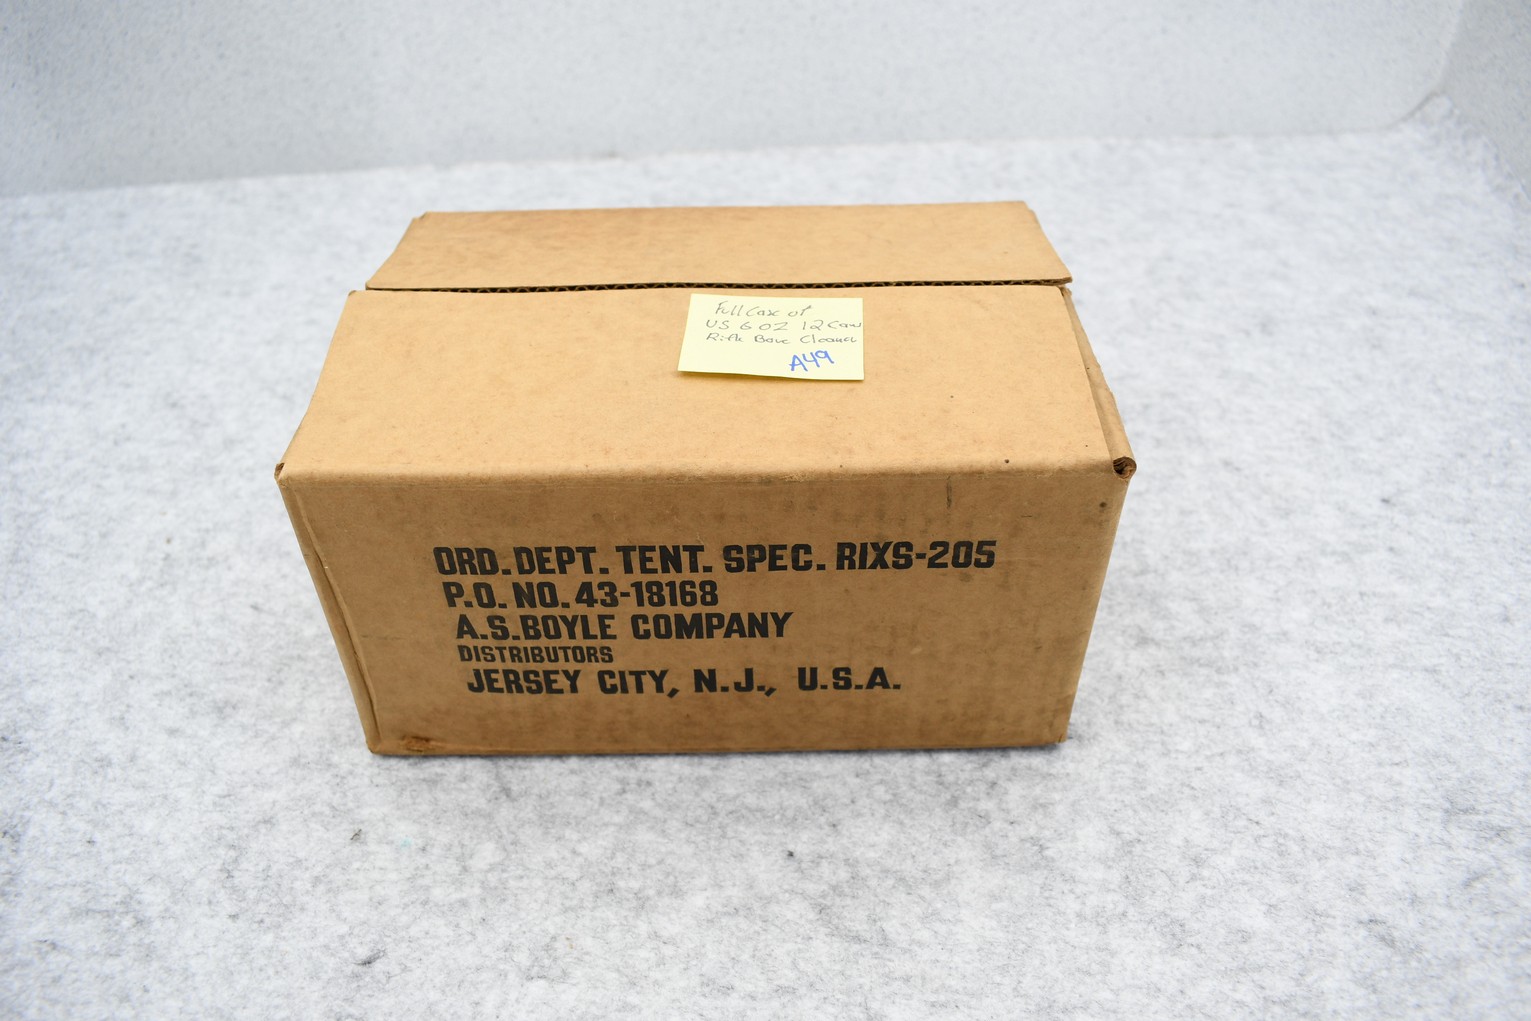 Full Case of
US 6 OZ 12 Can
Rifle Bore Cleaner
A49
ORD. DEPT. TENT. SPEC. RIXS-205
P.O. NO. 43-18168
A.S. BOYLE COMPANY
DISTRIBUTORS
JERSEY CITY, N.J., U.S.A.